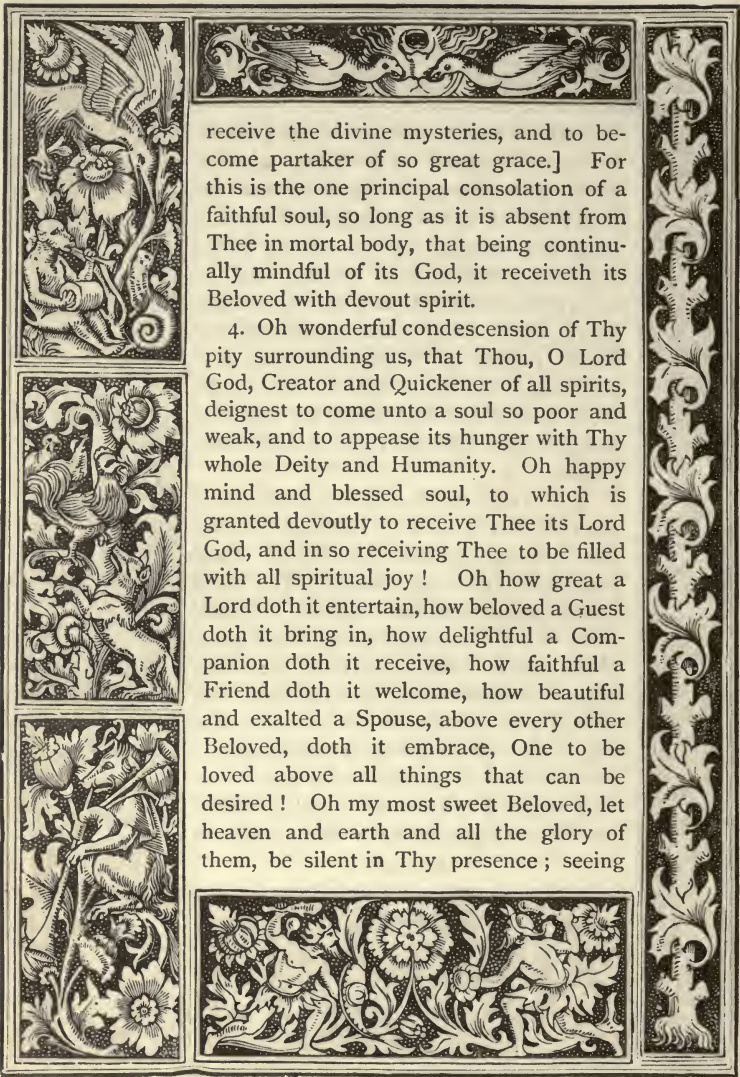 receive the divine mysteries, and to be-
come partaker of so great grace.] For
this is the one principal consolation of a
faithful soul, so long as it is absent from
Thee in mortal body, that being continu-
ally mindful of its God, it receiveth its
Beloved with devout spirit.
4. Oh wonderful condescension of Thy
pity surrounding us, that Thou, O Lord
God, Creator and Quickener of all spirits,
deignest to come unto a soul so poor and
weak, and to appease its hunger with Thy
whole Deity and Humanity. Oh happy
mind and blessed soul, to which is
granted devoutly to receive Thee its Lord
God, and in so receiving Thee to be filled
with all spiritual joy ! Oh how great a
Lord doth it entertain, how beloved a Guest
doth it bring in, how delightful a Com-
panion doth it receive, how faithful a
Friend doth it welcome, how beautiful
and exalted a Spouse, above every other
Beloved, doth it embrace, One to be
loved above all things that can be
desired ! Oh my most sweet Beloved, let
heaven and earth and all the glory of
them, be silent in Thy presence ; seeing